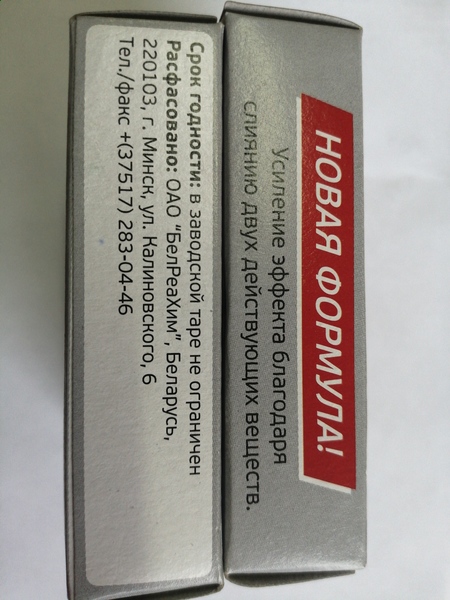 НОВАЯ ФОРМУЛА!
Усиление эффекта благодаря
слиянию двух действующих веществ.
Срок годности: в заводской таре не ограничен
Расфасовано: ОАО "БелРеаХим", Беларусь,
220103, г. Минск, ул. Калиновского, 6
Тел./факс +(37517) 283-04-46